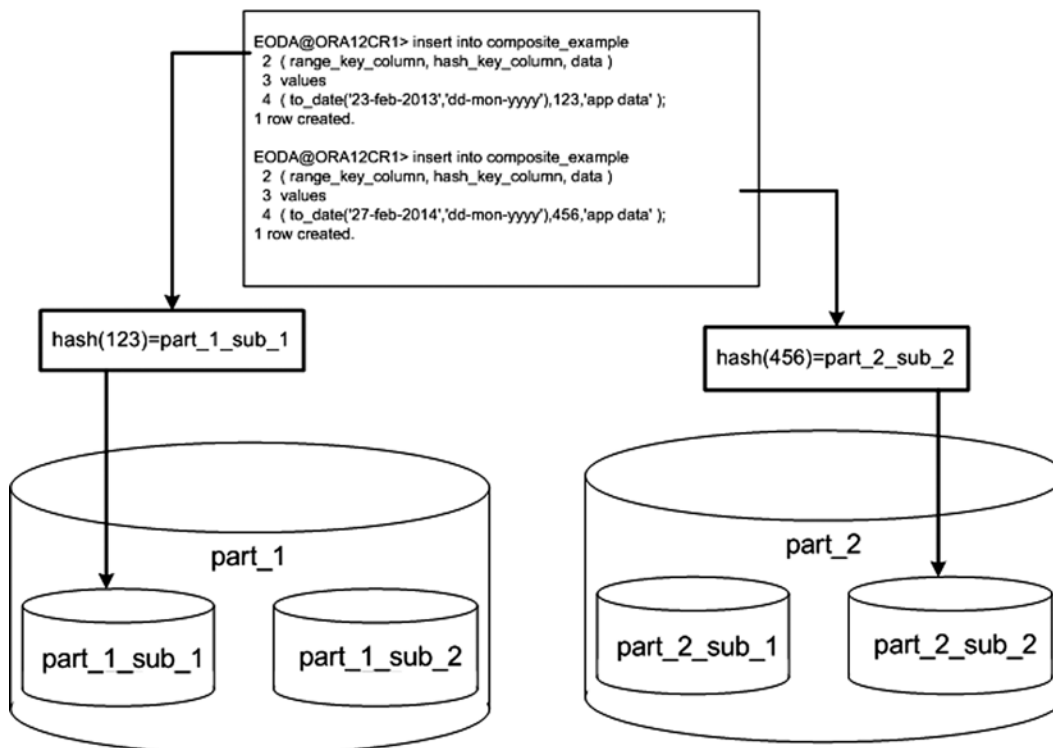 EODA@ORA12CR1> insert into composite_example
2 ( range_key_column, hash_key_column, data )
3 values
4 ( to_date('23-feb-2013','dd-mon-yyyy'),123,'app data' );
1 row created.
EODA@ORA12CR1> insert into composite_example
2 ( range_key_column, hash_key_column, data )
3 values
4 ( to_date('27-feb-2014','dd-mon-yyyy'),456,'app data' );
1 row created.
hash(123)=part_1_sub_1
hash(456)=part_2_sub_2
part_1
part_2
part_1_sub_1
part_1_sub_2
part_2_sub_1
part_2_sub_2